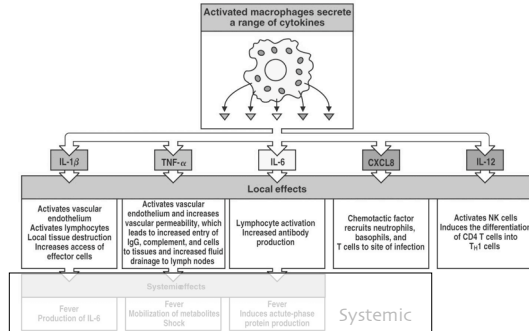 Activated macrophages secrete
a range of cytokines
IL-1β
TNF-α
IL-6
CXCL8
IL-12
Local effects
Activates vascular
endothelium
Activates lymphocytes
Local tissue destruction
Increases access of
effector cells
Activates vascular
endothelium and increases
vascular permeability, which
leads to increased entry of
IgG, complement, and cells
to tissues and increased fluid
drainage to lymph nodes
Lymphocyte activation
Increased antibody
production
Chemotactic factor
recruits neutrophils,
basophils, and
T cells to site of infection
Activates NK cells
Induces the differentiation
of CD4 T cells into
TH1 cells
Systemic effects
Fever
Production of IL-6
Fever
Mobilization of metabolites
Shock
Fever
Induces actute-phase
protein production
Systemic